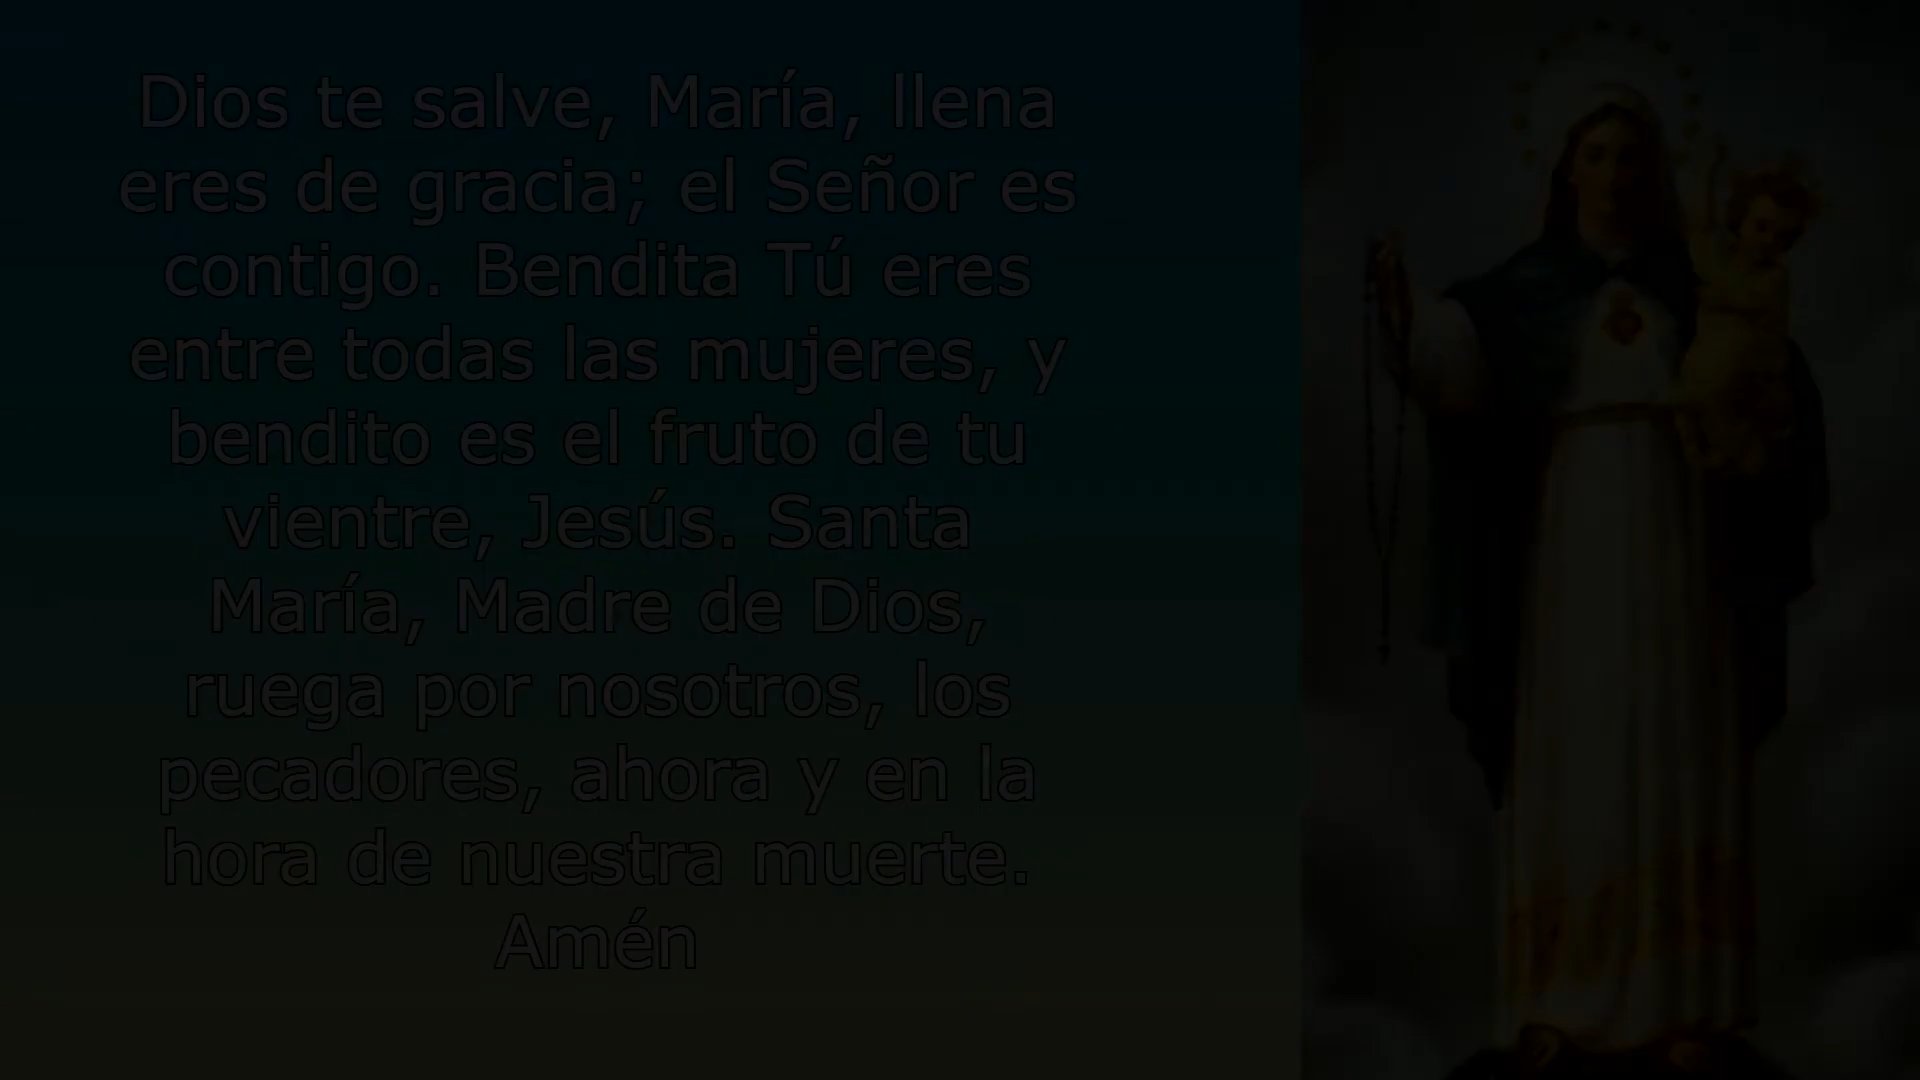 Dios te salve, María, llena
eres de gracia; el Señor es
contigo. Bendita Tú eres
entre todas las mujeres, y
bendito es el fruto de tu
vientre, Jesús. Santa
María, Madre de Dios,
ruega por nosotros, los
pecadores, ahora y en la
hora de nuestra muerte.
Amén